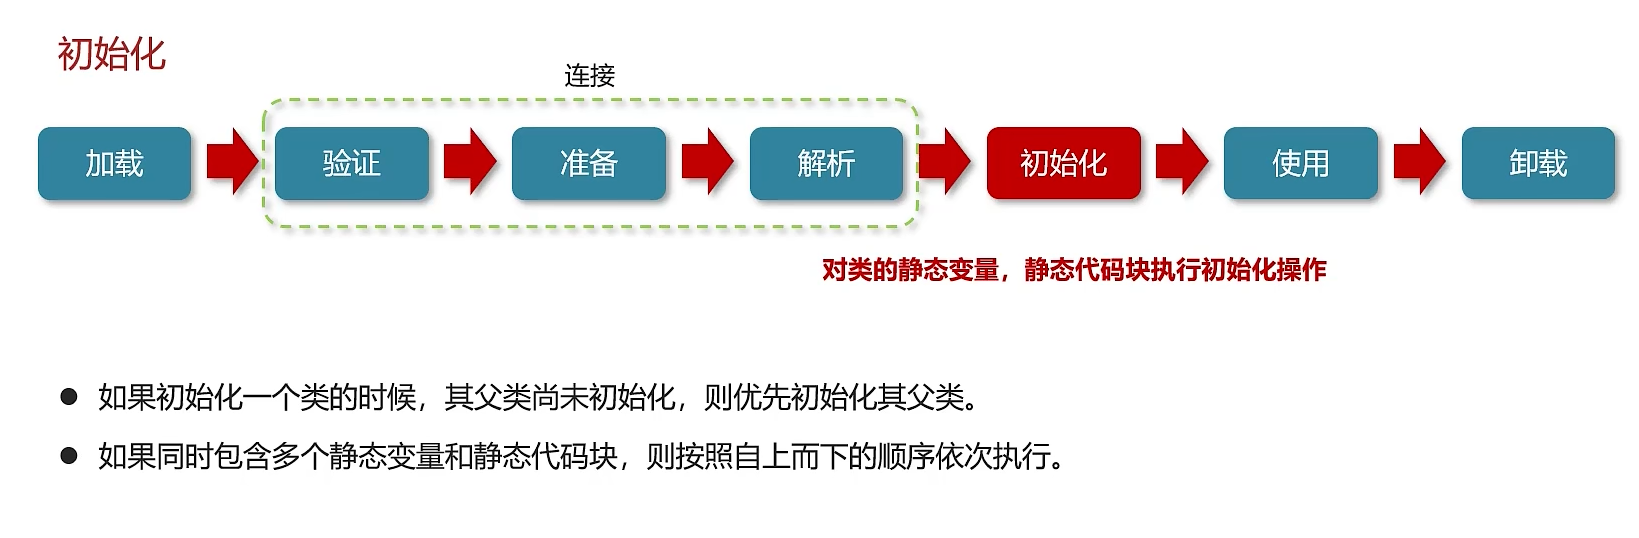 初始化
连接
加载
验证
准备
解析
初始化
使用
卸载
对类的静态变量，静态代码块执行初始化操作
● 如果初始化一个类的时候，其父类尚未初始化，则优先初始化其父类。
● 如果同时包含多个静态变量和静态代码块，则按照自上而下的顺序依次执行。